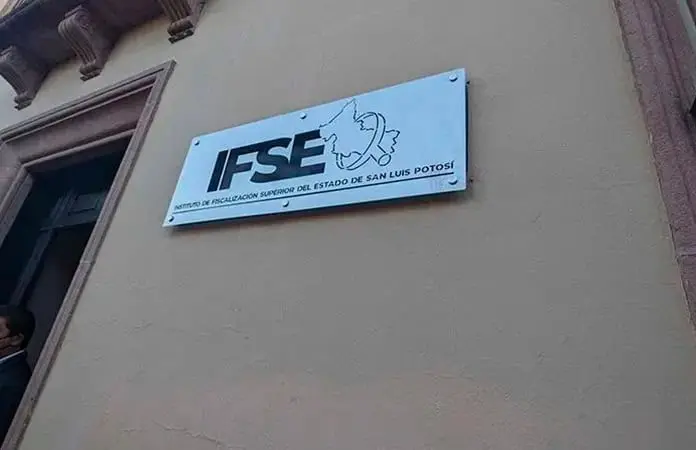 IFSE
INSTITUTO DE FISCALIZACIÓN SUPERIOR DEL ESTADO DE SAN LUIS POTOSÍ